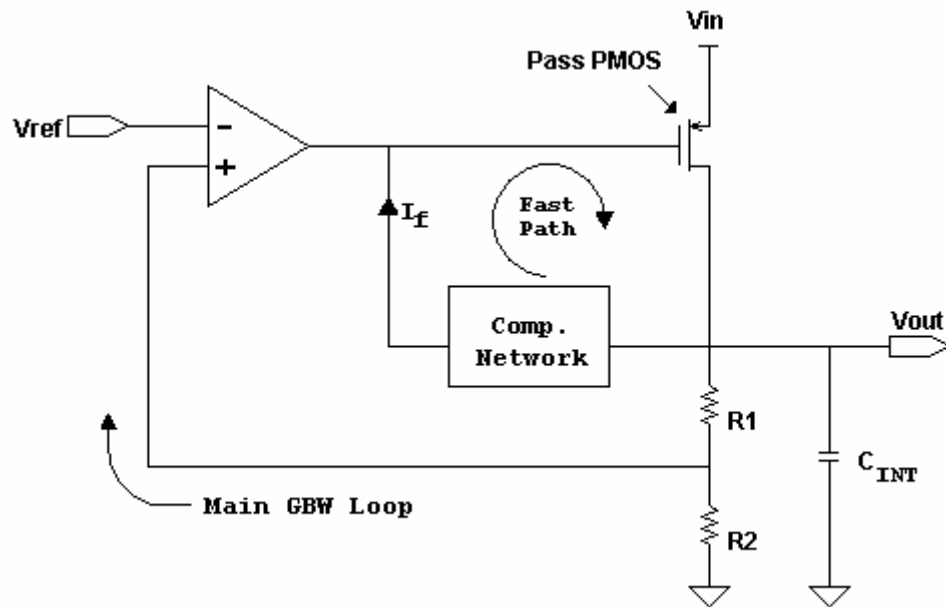 Vin
Pass PMOS
Vref
-
+
If
Fast
Path
Comp.
Network
Vout
R1
CINT
Main GBW Loop
R2